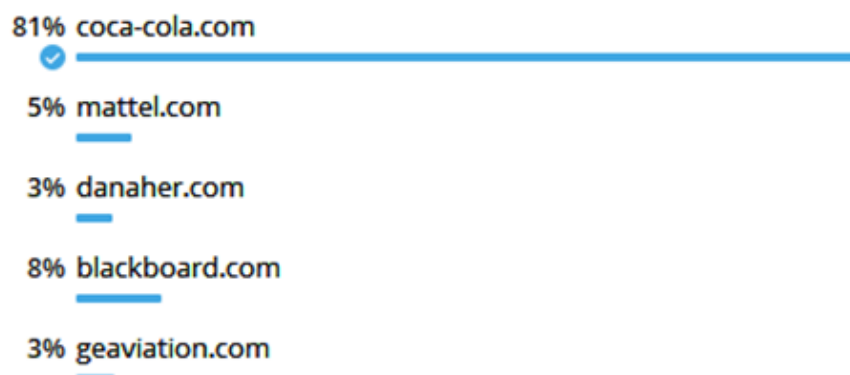 81% coca-cola.com
5% mattel.com
3% danaher.com
8% blackboard.com
3% geaviation.com